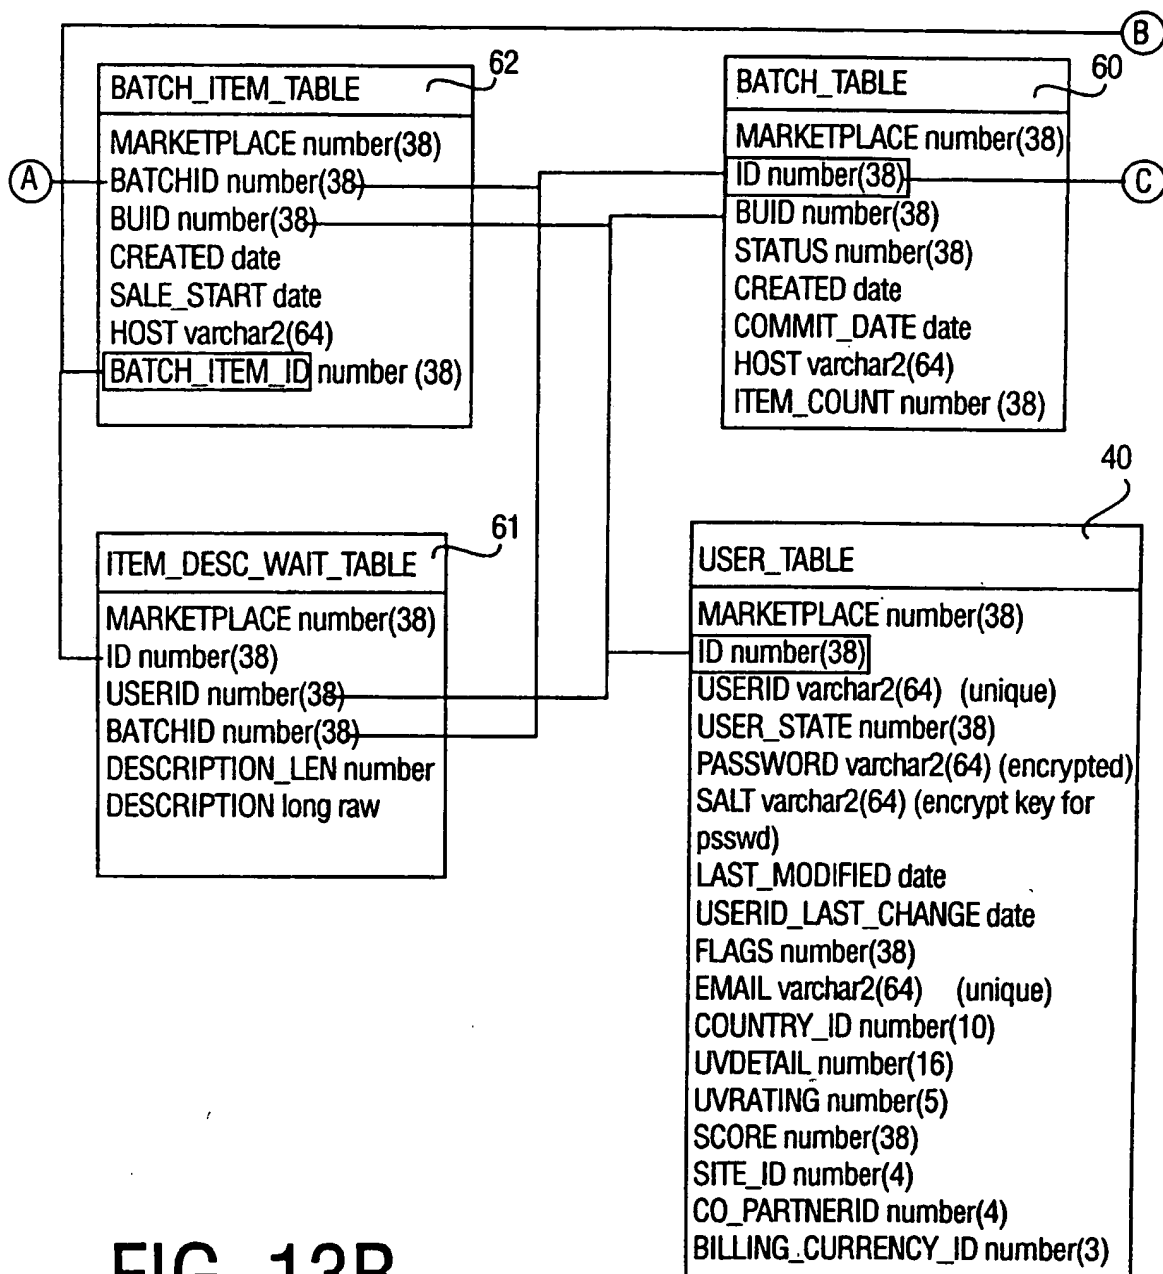 B
62
BATCH_ITEM_TABLE
MARKETPLACE number(38)
A
BATCHID number(38)
BUID number(38)
CREATED date
SALE_START date
HOST varchar2(64)
BATCH_ITEM_ID number (38)
60
BATCH_TABLE
MARKETPLACE number(38)
ID number(38)
C
BUID number(38)
STATUS number(38)
CREATED date
COMMIT_DATE date
HOST varchar2(64)
ITEM_COUNT number (38)
61
ITEM_DESC_WAIT_TABLE
MARKETPLACE number(38)
ID number(38)
USERID number(38)
BATCHID number(38)
DESCRIPTION_LEN number
DESCRIPTION long raw
40
USER_TABLE
MARKETPLACE number(38)
ID number(38)
USERID varchar2(64) (unique)
USER_STATE number(38)
PASSWORD varchar2(64) (encrypted)
SALT varchar2(64) (encrypt key for
psswd)
LAST_MODIFIED date
USERID_LAST_CHANGE date
FLAGS number(38)
EMAIL varchar2(64) (unique)
COUNTRY_ID number(10)
UVDETAIL number(16)
UVRATING number(5)
SCORE number(38)
SITE_ID number(4)
CO_PARTNERID number(4)
BILLING_CURRENCY_ID number(3)
FIG. 13B